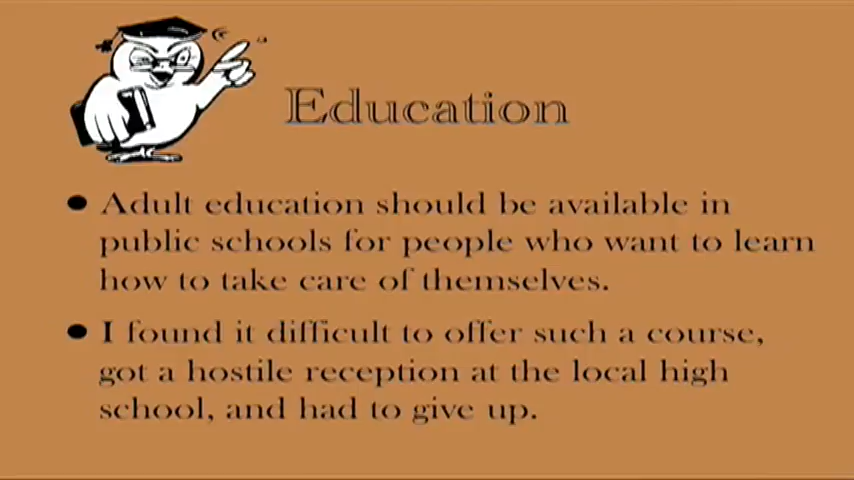 Education
• Adult education should be available in
public schools for people who want to learn
how to take care of themselves.
• I found it difficult to offer such a course,
got a hostile reception at the local high
school, and had to give up.